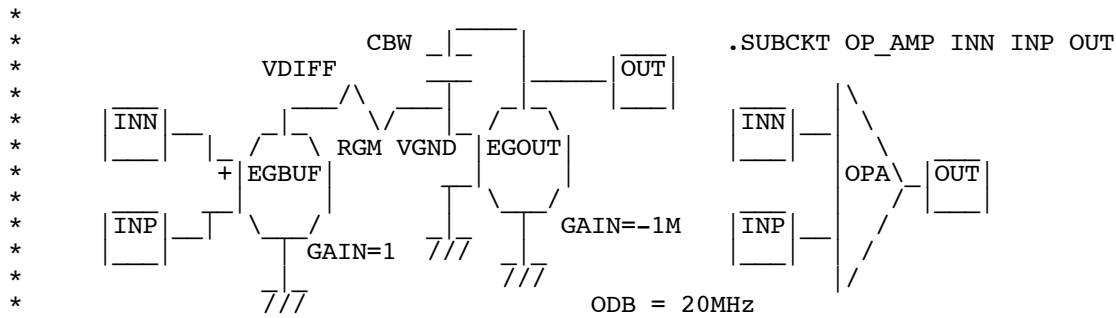 CBW .SUBCKT OP_AMP INN INP OUT
VDIFF OUT
INN RGM VGND EGOUT INN
+ EGBUF OPA OUT
INP GAIN=-1M INP
GAIN=1
ODB = 20MHz